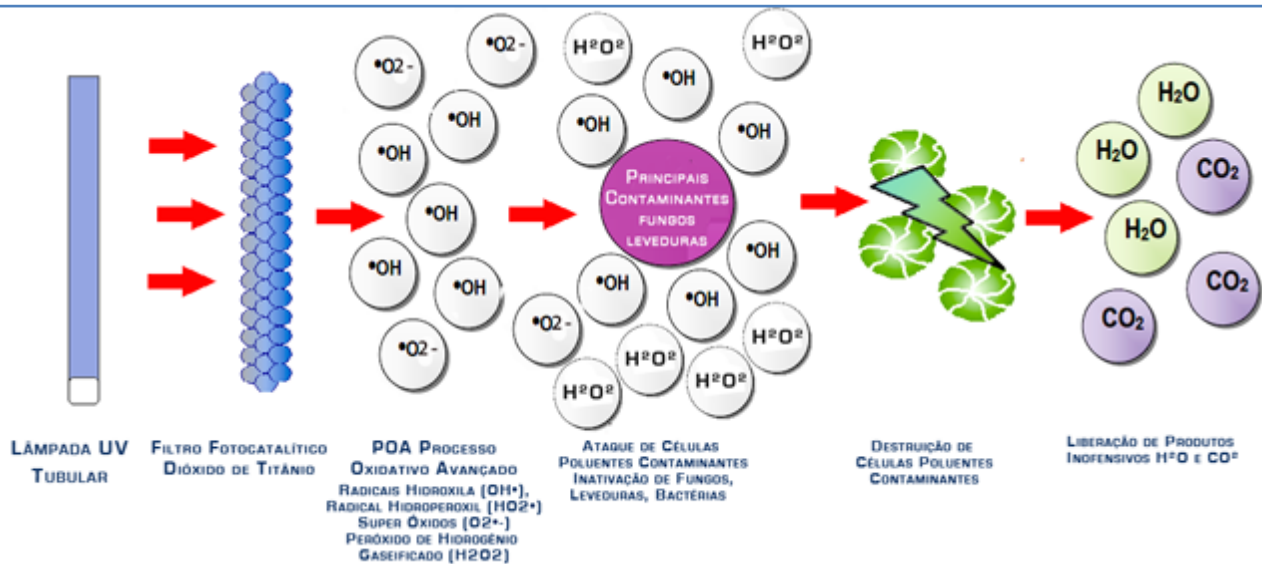 •O2-
•O2-
•OH
•OH
•OH
•OH
•OH
•O2-
H²O²
H²O²
•OH
•OH
•OH
PRINCIPAIS
CONTAMINANTES
FUNGOS
LEVEDURAS
•OH
•OH
•OH
•O2-
H²O²
H²O²
H²O²
H²O²
H₂O
H₂O
CO₂
H₂O
CO₂
CO₂
LÂMPADA UV
TUBULAR
FILTRO FOTOCATALÍTICO
DIÓXIDO DE TITÂNIO
POA PROCESSO
OXIDATIVO AVANÇADO
RADICAIS HIDROXILA (OH•),
RADICAL HIDROPEROXIL (HO2•)
SUPER ÓXIDOS (O2•-)
PERÓXIDO DE HIDROGÊNIO
GASEIFICADO (H2O2)
ATAQUE DE CÉLULAS
POLUENTES CONTAMINANTES
INATIVAÇÃO DE FUNGOS,
LEVEDURAS, BACTÉRIAS
DESTRUIÇÃO DE
CÉLULAS POLUENTES
CONTAMINANTES
LIBERAÇÃO DE PRODUTOS
INOFENSIVOS H²O E CO²